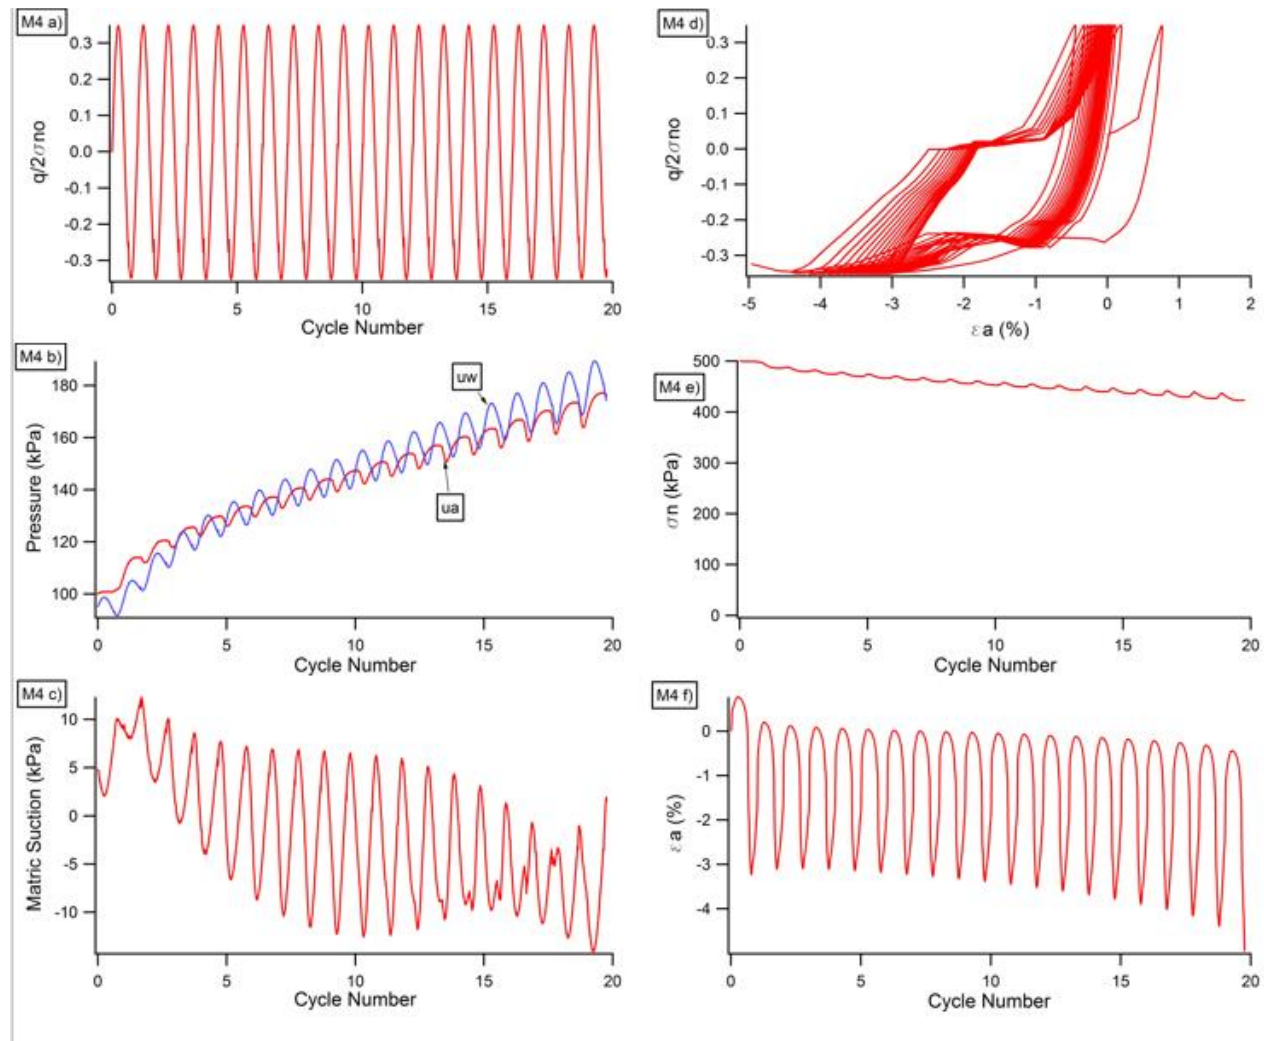 M4 a)
q/2σno
0.3
0.2
0.1
0.0
-0.1
-0.2
-0.3
0 5 10 15 20
Cycle Number
M4 d)
q/2σno
0.3
0.2
0.1
0.0
-0.1
-0.2
-0.3
-5 -4 -3 -2 -1 0 1 2
εa (%)
M4 b)
Pressure (kPa)
180
160
140
120
100
uw
ua
0 5 10 15 20
Cycle Number
M4 e)
σn (kPa)
500
400
300
200
100
0
0 5 10 15 20
Cycle Number
M4 c)
Matric Suction (kPa)
10
5
0
-5
-10
0 5 10 15 20
Cycle Number
M4 f)
εa (%)
0
-1
-2
-3
-4
0 5 10 15 20
Cycle Number